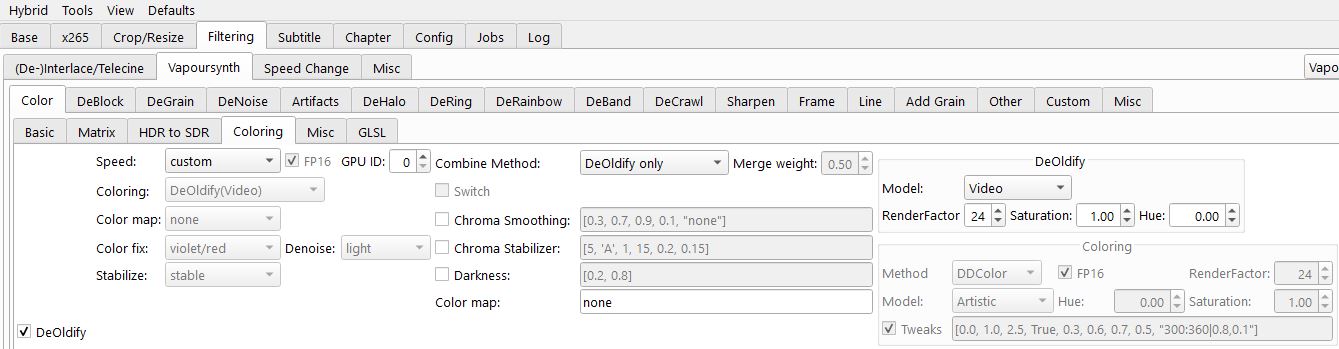 Hybrid Tools View Defaults
Base x265 Crop/Resize Filtering Subtitle Chapter Config Jobs Log
(De-)Interlace/Telecine Vapoursynth Speed Change Misc Vapo
Color DeBlock DeGrain DeNoise Artifacts DeHalo DeRing DeRainbow DeBand DeCrawl Sharpen Frame Line Add Grain Other Custom Misc
Basic Matrix HDR to SDR Coloring Misc GLSL
Speed: custom FP16 GPU ID: 0 Combine Method: DeOldify only Merge weight: 0.50 DeOldify
Coloring: DeOldify(Video) Switch Model: Video
Color map: none Chroma Smoothing: [0.3, 0.7, 0.9, 0.1, "none"] RenderFactor 24 Saturation: 1.00 Hue: 0.00
Color fix: violet/red Denoise: light Chroma Stabilizer: [5, 'A', 1, 15, 0.2, 0.15] Coloring
Stabilize: stable Darkness: [0.2, 0.8] Method DDColor FP16 RenderFactor: 24
Color map: none Model: Artistic Hue: 0.00 Saturation: 1.00
DeOldify Tweaks [0.0, 1.0, 2.5, True, 0.3, 0.6, 0.7, 0.5, "300:360|0.8,0.1"]